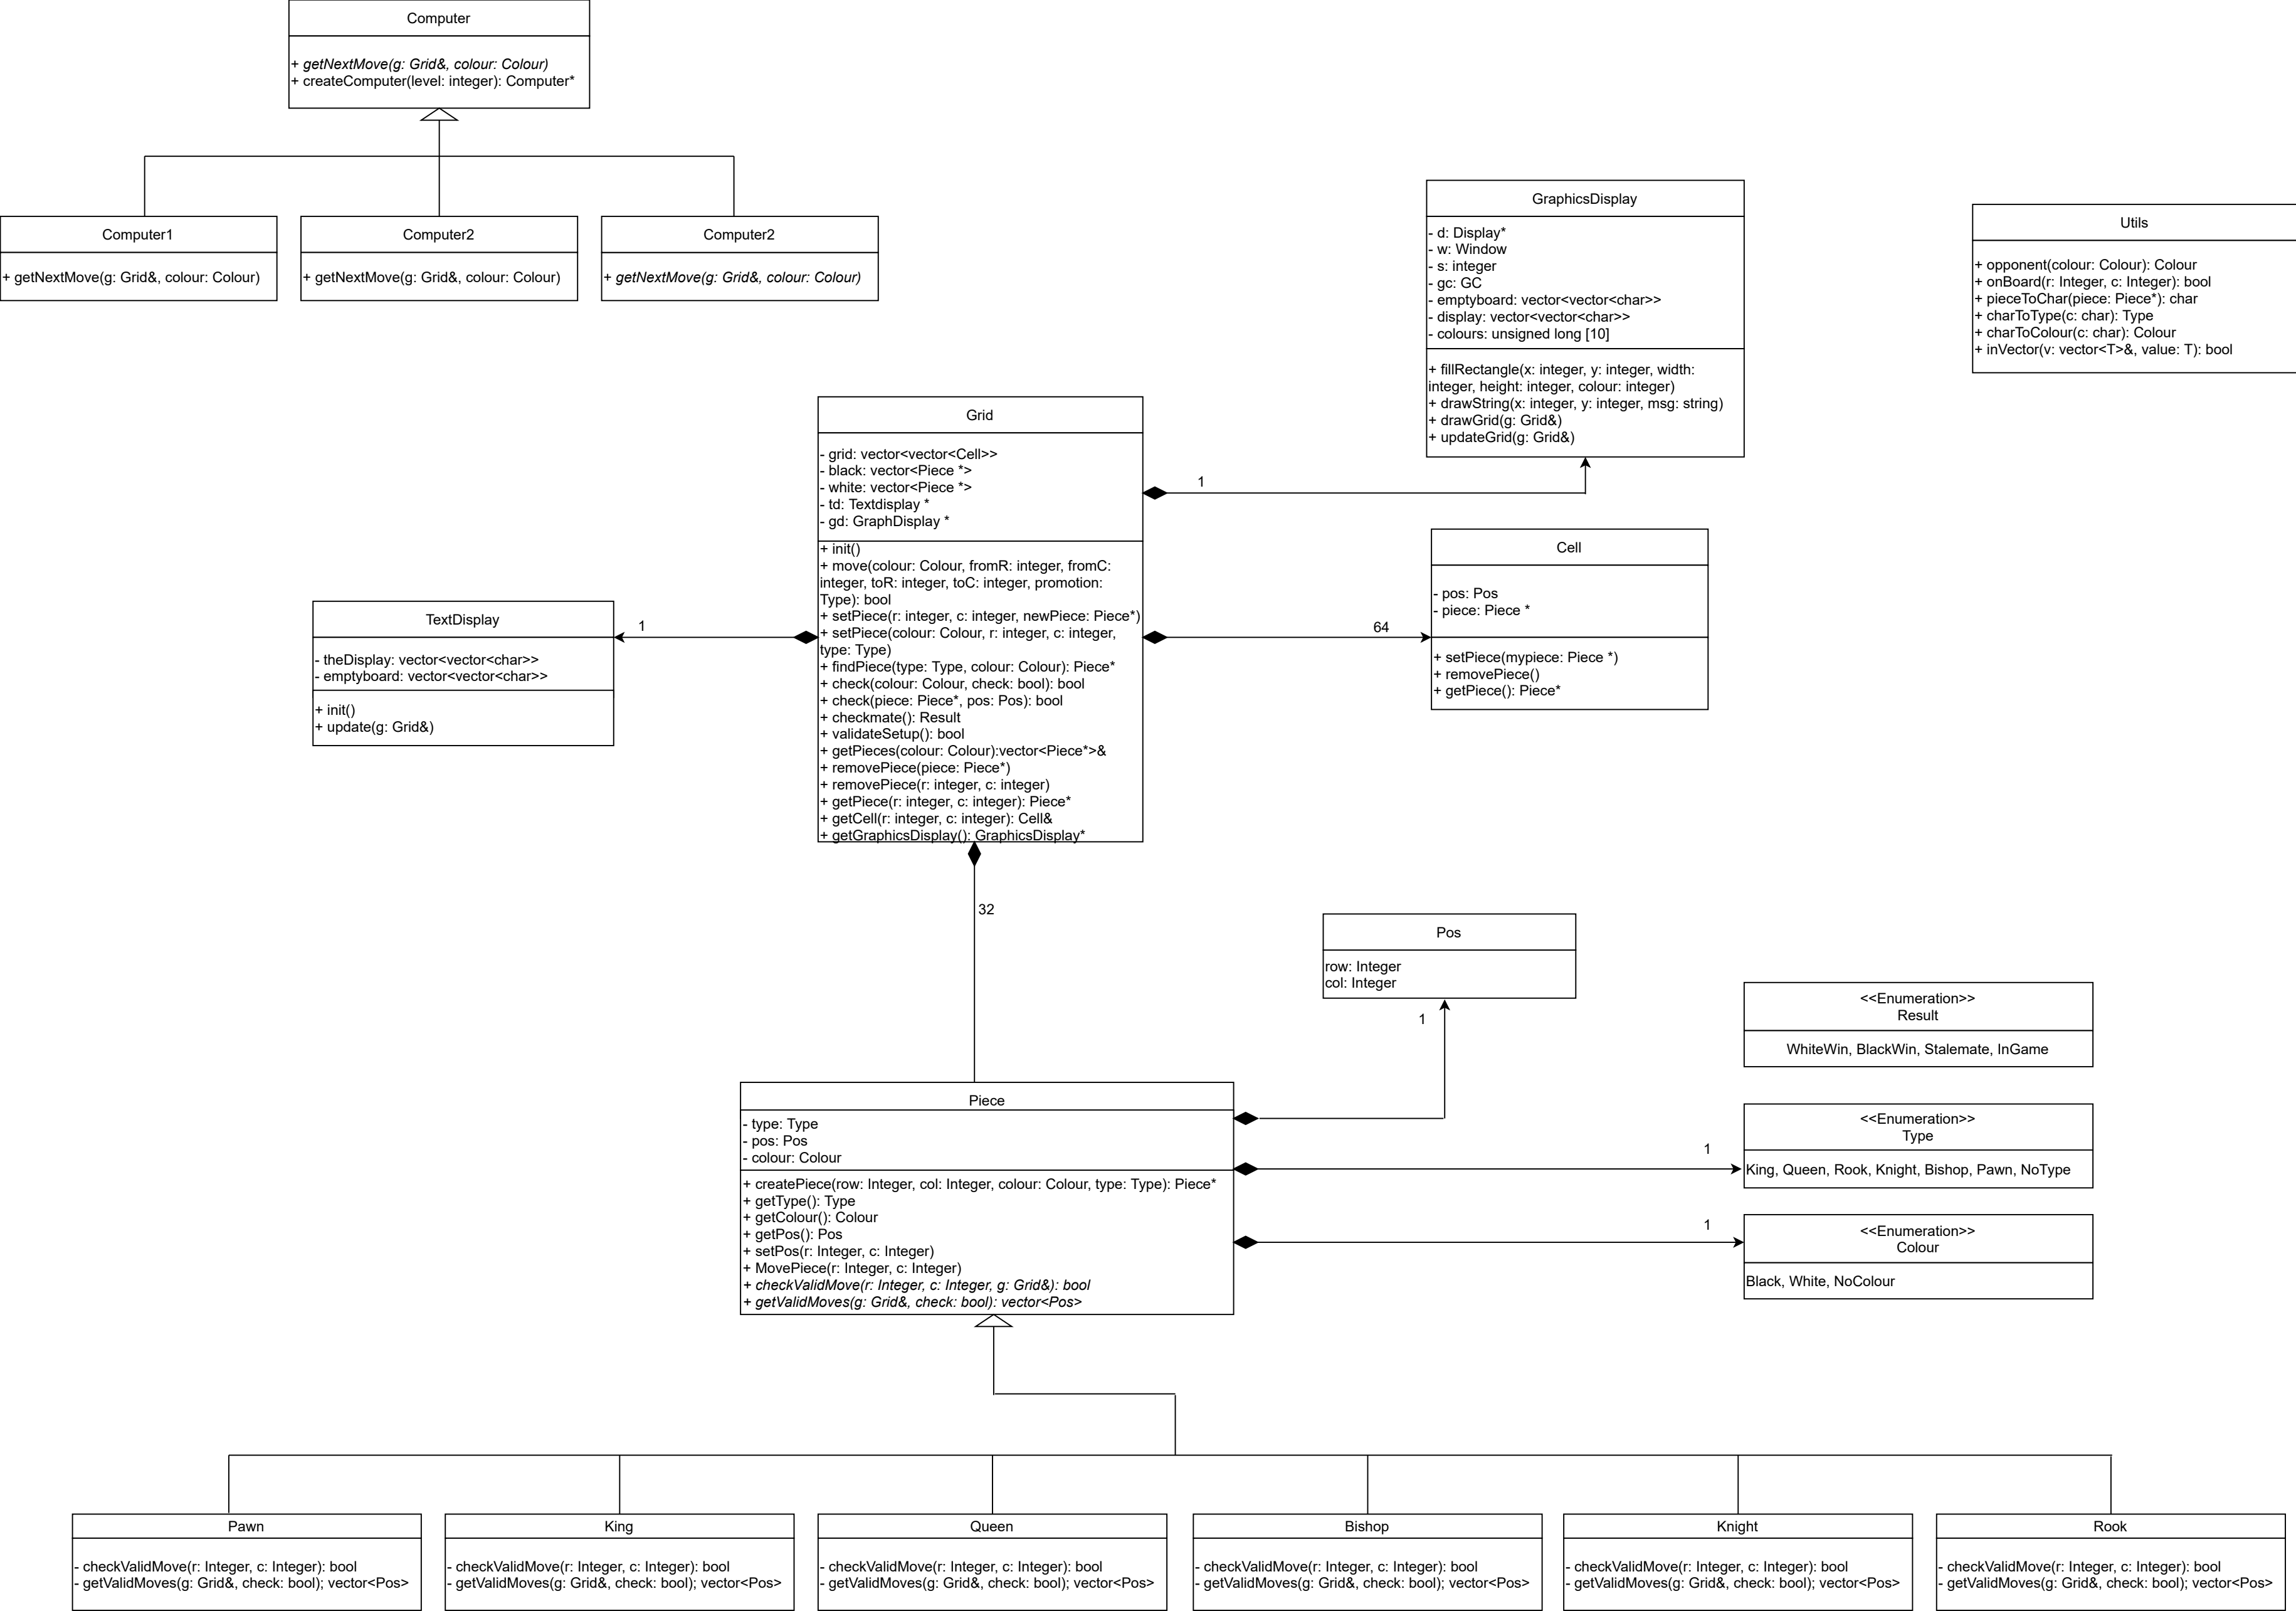 Computer
+ getNextMove(g: Grid&, colour: Colour)
+ createComputer(level: integer): Computer*
Computer1
+ getNextMove(g: Grid&, colour: Colour)
Computer2
+ getNextMove(g: Grid&, colour: Colour)
Computer2
+ getNextMove(g: Grid&, colour: Colour)
GraphicsDisplay
- d: Display*
- w: Window
- s: integer
- gc: GC
- emptyboard: vector<vector<char>>
- display: vector<vector<char>>
- colours: unsigned long [10]
+ fillRectangle(x: integer, y: integer, width:
integer, height: integer, colour: integer)
+ drawString(x: integer, y: integer, msg: string)
+ drawGrid(g: Grid&)
+ updateGrid(g: Grid&)
Utils
+ opponent(colour: Colour): Colour
+ onBoard(r: Integer, c: Integer): bool
+ pieceToChar(piece: Piece*): char
+ charToType(c: char): Type
+ charToColour(c: char): Colour
+ inVector(v: vector<T>&, value: T): bool
Grid
- grid: vector<vector<Cell>>
- black: vector<Piece *>
- white: vector<Piece *>
- td: Textdisplay *
- gd: GraphDisplay *
+ init()
+ move(colour: Colour, fromR: integer, fromC:
integer, toR: integer, toC: integer, promotion:
Type): bool
+ setPiece(r: integer, c: integer, newPiece: Piece*)
+ setPiece(colour: Colour, r: integer, c: integer,
type: Type)
+ findPiece(type: Type, colour: Colour): Piece*
+ check(colour: Colour, check: bool): bool
+ check(piece: Piece*, pos: Pos): bool
+ checkmate(): Result
+ validateSetup(): bool
+ getPieces(colour: Colour):vector<Piece*>&
+ removePiece(piece: Piece*)
+ removePiece(r: integer, c: integer)
+ getPiece(r: integer, c: integer): Piece*
+ getCell(r: integer, c: integer): Cell&
+ getGraphicsDisplay(): GraphicsDisplay*
1
1
64
32
Cell
- pos: Pos
- piece: Piece *
+ setPiece(mypiece: Piece *)
+ removePiece()
+ getPiece(): Piece*
TextDisplay
- theDisplay: vector<vector<char>>
- emptyboard: vector<vector<char>>
+ init()
+ update(g: Grid&)
Pos
row: Integer
col: Integer
1
<<Enumeration>>
Result
WhiteWin, BlackWin, Stalemate, InGame
Piece
- type: Type
- pos: Pos
- colour: Colour
+ createPiece(row: Integer, col: Integer, colour: Colour, type: Type): Piece*
+ getType(): Type
+ getColour(): Colour
+ getPos(): Pos
+ setPos(r: Integer, c: Integer)
+ MovePiece(r: Integer, c: Integer)
+ checkValidMove(r: Integer, c: Integer, g: Grid&): bool
+ getValidMoves(g: Grid&, check: bool): vector<Pos>
1
<<Enumeration>>
Type
King, Queen, Rook, Knight, Bishop, Pawn, NoType
1
<<Enumeration>>
Colour
Black, White, NoColour
Pawn
- checkValidMove(r: Integer, c: Integer): bool
- getValidMoves(g: Grid&, check: bool); vector<Pos>
King
- checkValidMove(r: Integer, c: Integer): bool
- getValidMoves(g: Grid&, check: bool); vector<Pos>
Queen
- checkValidMove(r: Integer, c: Integer): bool
- getValidMoves(g: Grid&, check: bool); vector<Pos>
Bishop
- checkValidMove(r: Integer, c: Integer): bool
- getValidMoves(g: Grid&, check: bool); vector<Pos>
Knight
- checkValidMove(r: Integer, c: Integer): bool
- getValidMoves(g: Grid&, check: bool); vector<Pos>
Rook
- checkValidMove(r: Integer, c: Integer): bool
- getValidMoves(g: Grid&, check: bool); vector<Pos>